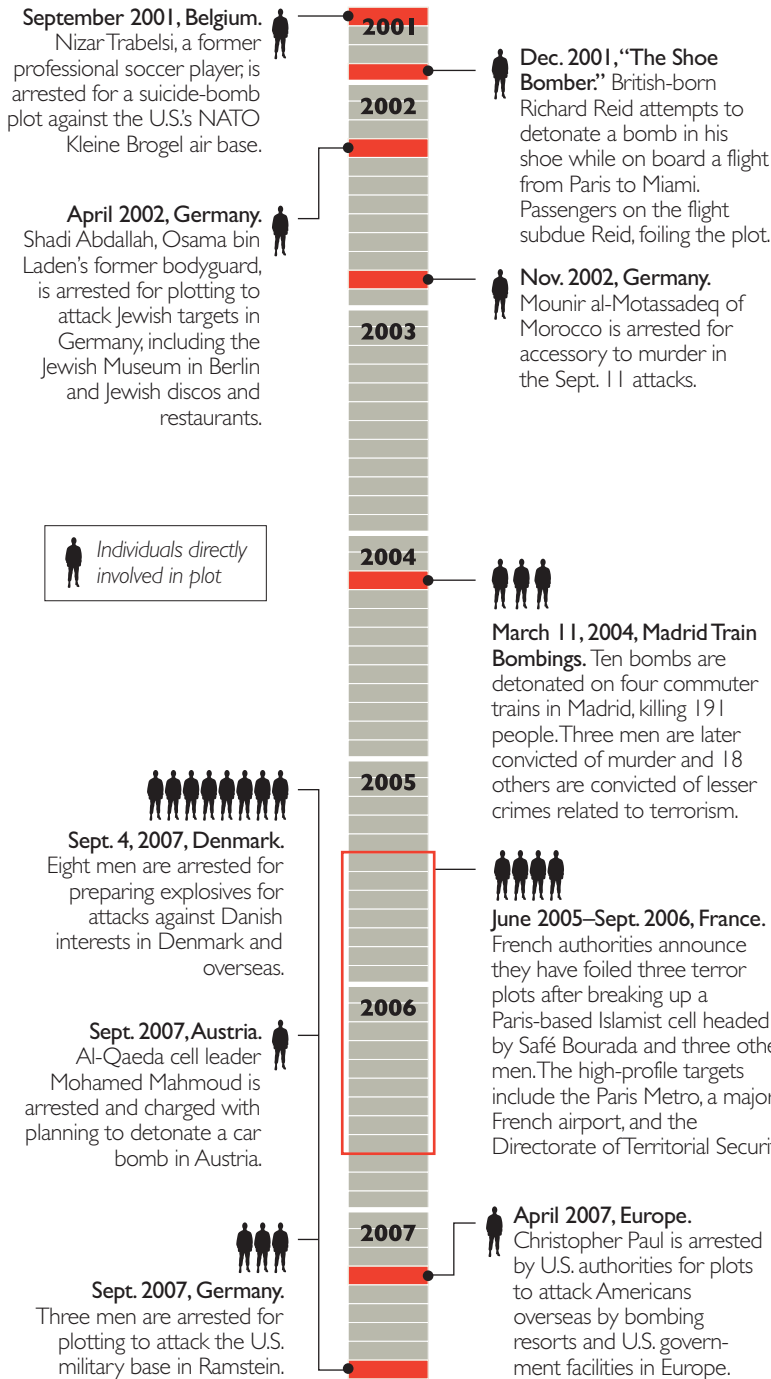 September 2001, Belgium.
Nizar Trabelsi, a former
professional soccer player, is
arrested for a suicide-bomb
plot against the U.S.'s NATO
Kleine Brogel air base.
2001
Dec. 2001, “The Shoe
Bomber.” British-born
Richard Reid attempts to
detonate a bomb in his
shoe while on board a flight
from Paris to Miami.
Passengers on the flight
subdue Reid, foiling the plot.
2002
April 2002, Germany.
Shadi Abdallah, Osama bin
Laden's former bodyguard,
is arrested for plotting to
attack Jewish targets in
Germany, including the
Jewish Museum in Berlin
and Jewish discos and
restaurants.
Nov. 2002, Germany.
Mounir al-Motassadeq of
Morocco is arrested for
accessory to murder in
the Sept. 11 attacks.
2003
Individuals directly
involved in plot
2004
March 11, 2004, Madrid Train
Bombings. Ten bombs are
detonated on four commuter
trains in Madrid, killing 191
people. Three men are later
convicted of murder and 18
others are convicted of lesser
crimes related to terrorism.
2005
Sept. 4, 2007, Denmark.
Eight men are arrested for
preparing explosives for
attacks against Danish
interests in Denmark and
overseas.
June 2005–Sept. 2006, France.
French authorities announce
they have foiled three terror
plots after breaking up a
Paris-based Islamist cell headed
by Safé Bourada and three othe
men. The high-profile targets
include the Paris Metro, a major
French airport, and the
Directorate of Territorial Securi
2006
Sept. 2007, Austria.
Al-Qaeda cell leader
Mohamed Mahmoud is
arrested and charged with
planning to detonate a car
bomb in Austria.
2007
April 2007, Europe.
Christopher Paul is arrested
by U.S. authorities for plots
to attack Americans
overseas by bombing
resorts and U.S. govern-
ment facilities in Europe.
Sept. 2007, Germany.
Three men are arrested for
plotting to attack the U.S.
military base in Ramstein.